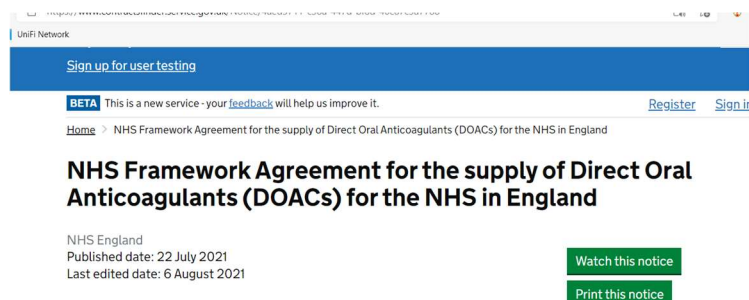 UniFi Network
Sign up for user testing
BETA This is a new service - your feedback will help us improve it.
Register Sign in
Home > NHS Framework Agreement for the supply of Direct Oral Anticoagulants (DOACs) for the NHS in England
NHS Framework Agreement for the supply of Direct Oral
Anticoagulants (DOACs) for the NHS in England
NHS England
Published date: 22 July 2021
Last edited date: 6 August 2021
Watch this notice
Print this notice